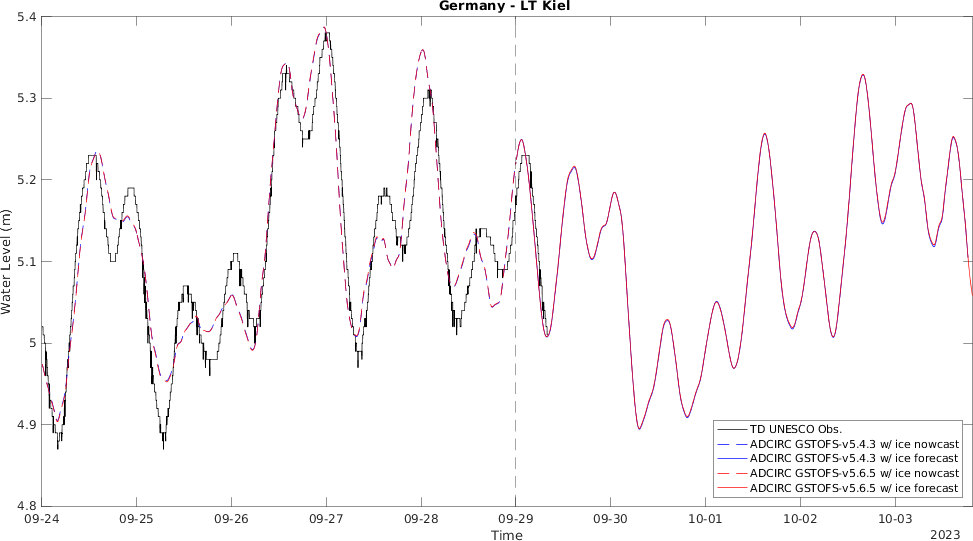 Germany - LT Kiel
5.4
5.3
5.2
5.1
5
4.9
4.8
Water Level (m)
09-24 09-25 09-26 09-27 09-28 09-29 09-30 10-01 10-02 10-03
Time
2023
TD UNESCO Obs.
ADCIRC GSTOFS-v5.4.3 w/ ice nowcast
ADCIRC GSTOFS-v5.4.3 w/ ice forecast
ADCIRC GSTOFS-v5.6.5 w/ ice nowcast
ADCIRC GSTOFS-v5.6.5 w/ ice forecast